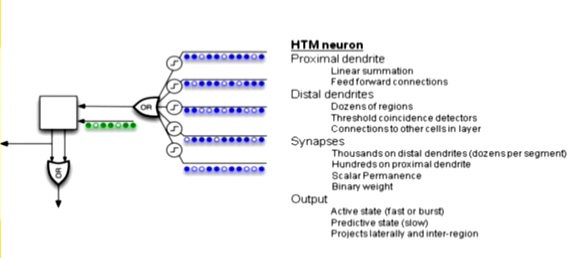 HTM neuron
Proximal dendrite
Linear summation
Feed forward connections
Distal dendrites
Dozens of regions
Threshold coincidence detectors
Connections to other cells in layer
Synapses
Thousands on distal dendrites (dozens per segment)
Hundreds on proximal dendrite
Scalar Permanence
Binary weight
Output
Active state (fast or burst)
Predictive state (slow)
Projects laterally and inter-region
OR
OR